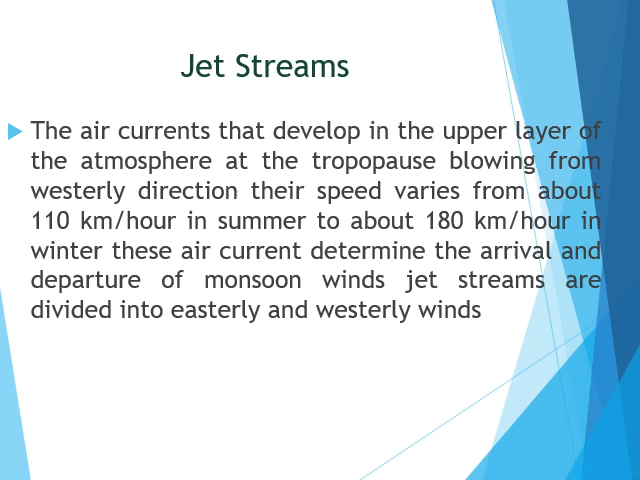 Jet Streams
The air currents that develop in the upper layer of
the atmosphere at the tropopause blowing from
westerly direction their speed varies from about
110 km/hour in summer to about 180 km/hour in
winter these air current determine the arrival and
departure of monsoon winds jet streams are
divided into easterly and westerly winds